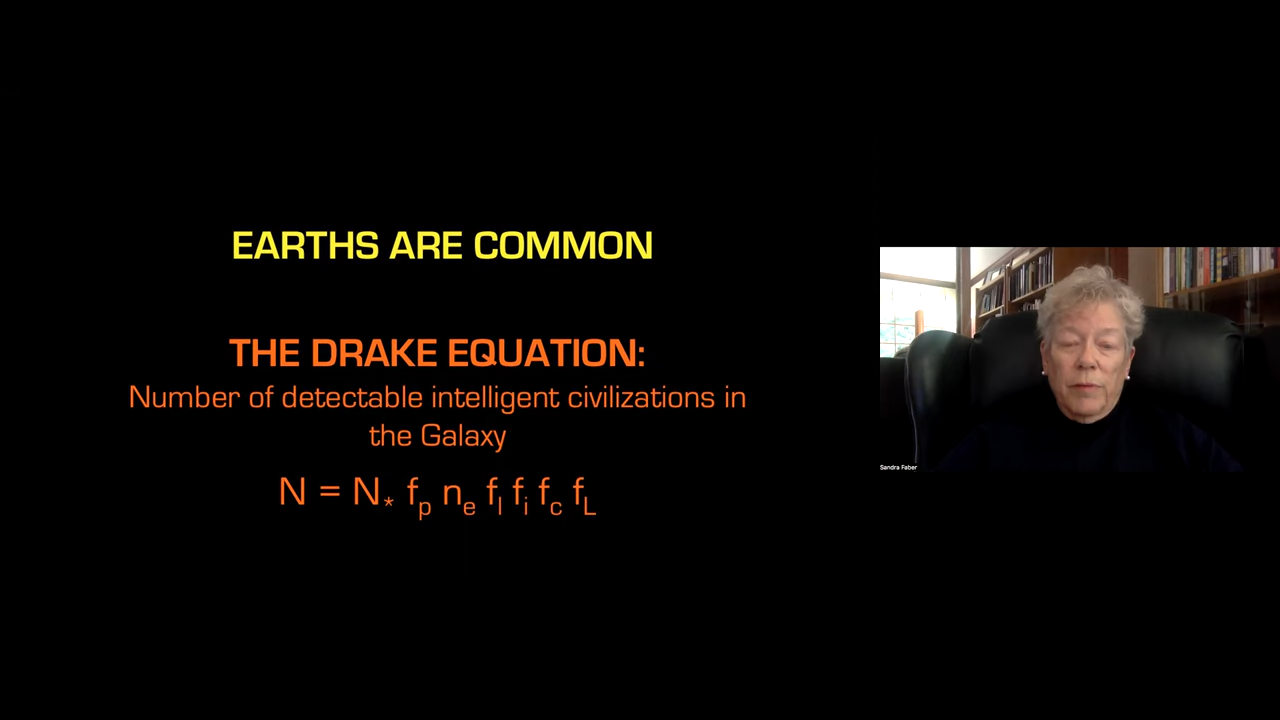 EARTHS ARE COMMON
THE DRAKE EQUATION:
Number of detectable intelligent civilizations in
the Galaxy
N = N* fp ne fl fi fc fL
Sandra Faber